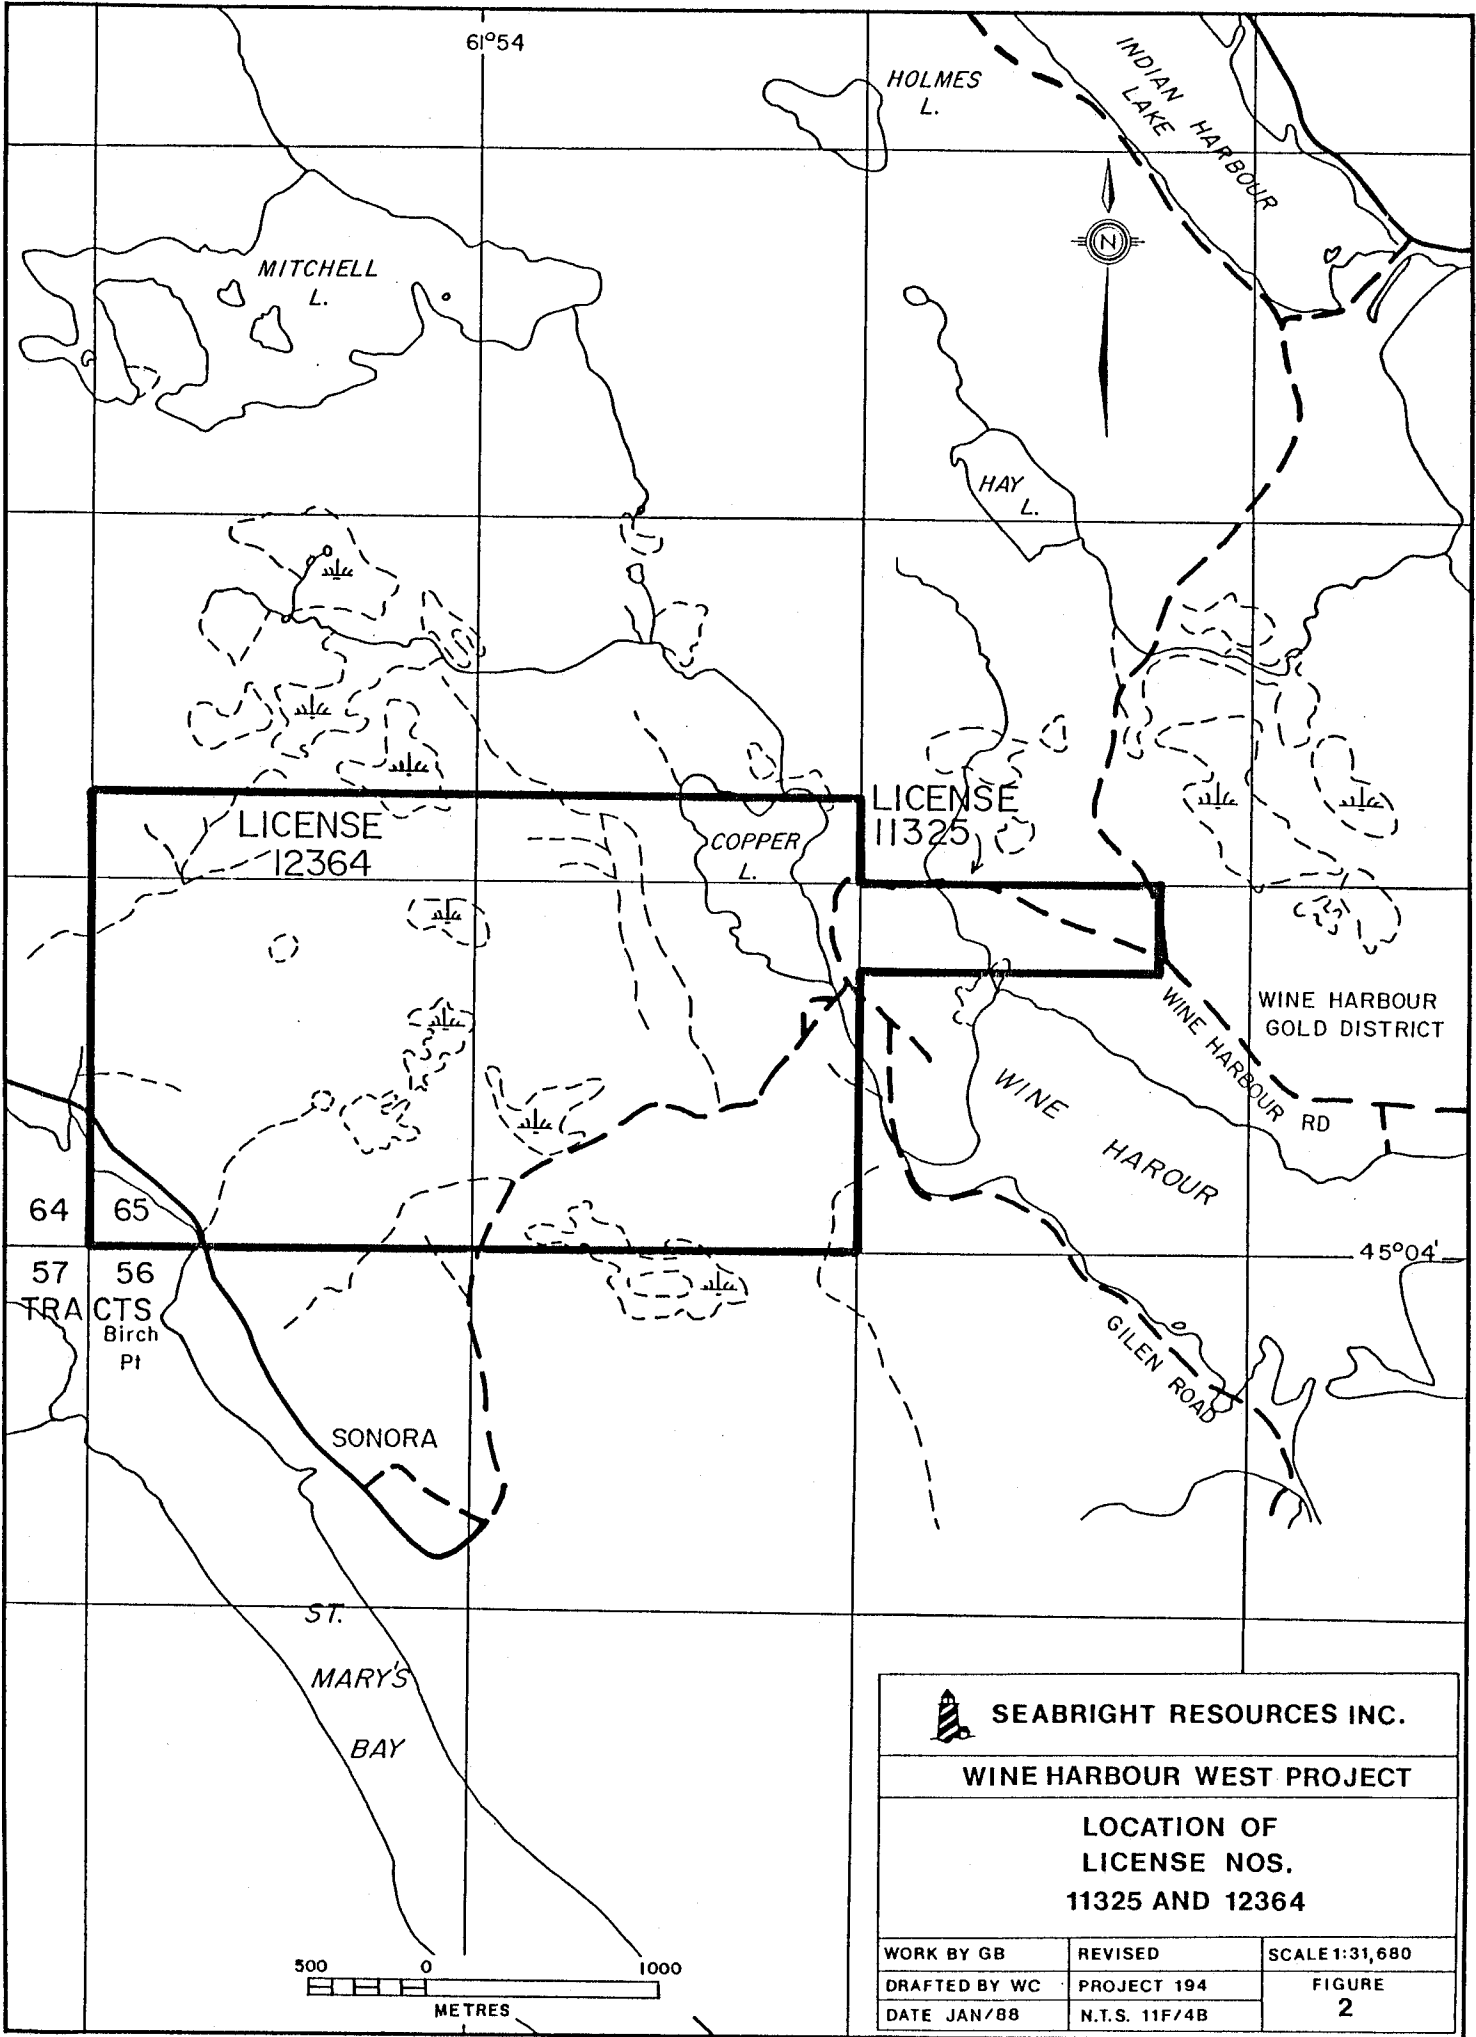 61°54
HOLMES
L.
INDIAN HARBOUR
LAKE
N
MITCHELL
L.
HAY
L.
LICENSE
12364
COPPER
L.
LICENSE
11325
WINE HARBOUR
GOLD DISTRICT
WINE HARBOUR RD
WINE
HAROUR
64 65
57 56
TRACTS
Birch
Pt
45°04'
GILEN ROAD
SONORA
ST.
MARY'S
BAY
500 0 1000
METRES
SEABRIGHT RESOURCES INC.
WINE HARBOUR WEST PROJECT
LOCATION OF
LICENSE NOS.
11325 AND 12364
WORK BY GB REVISED SCALE 1:31,680
DRAFTED BY WC PROJECT 194 FIGURE
2
DATE JAN/88 N.T.S. 11F/4B